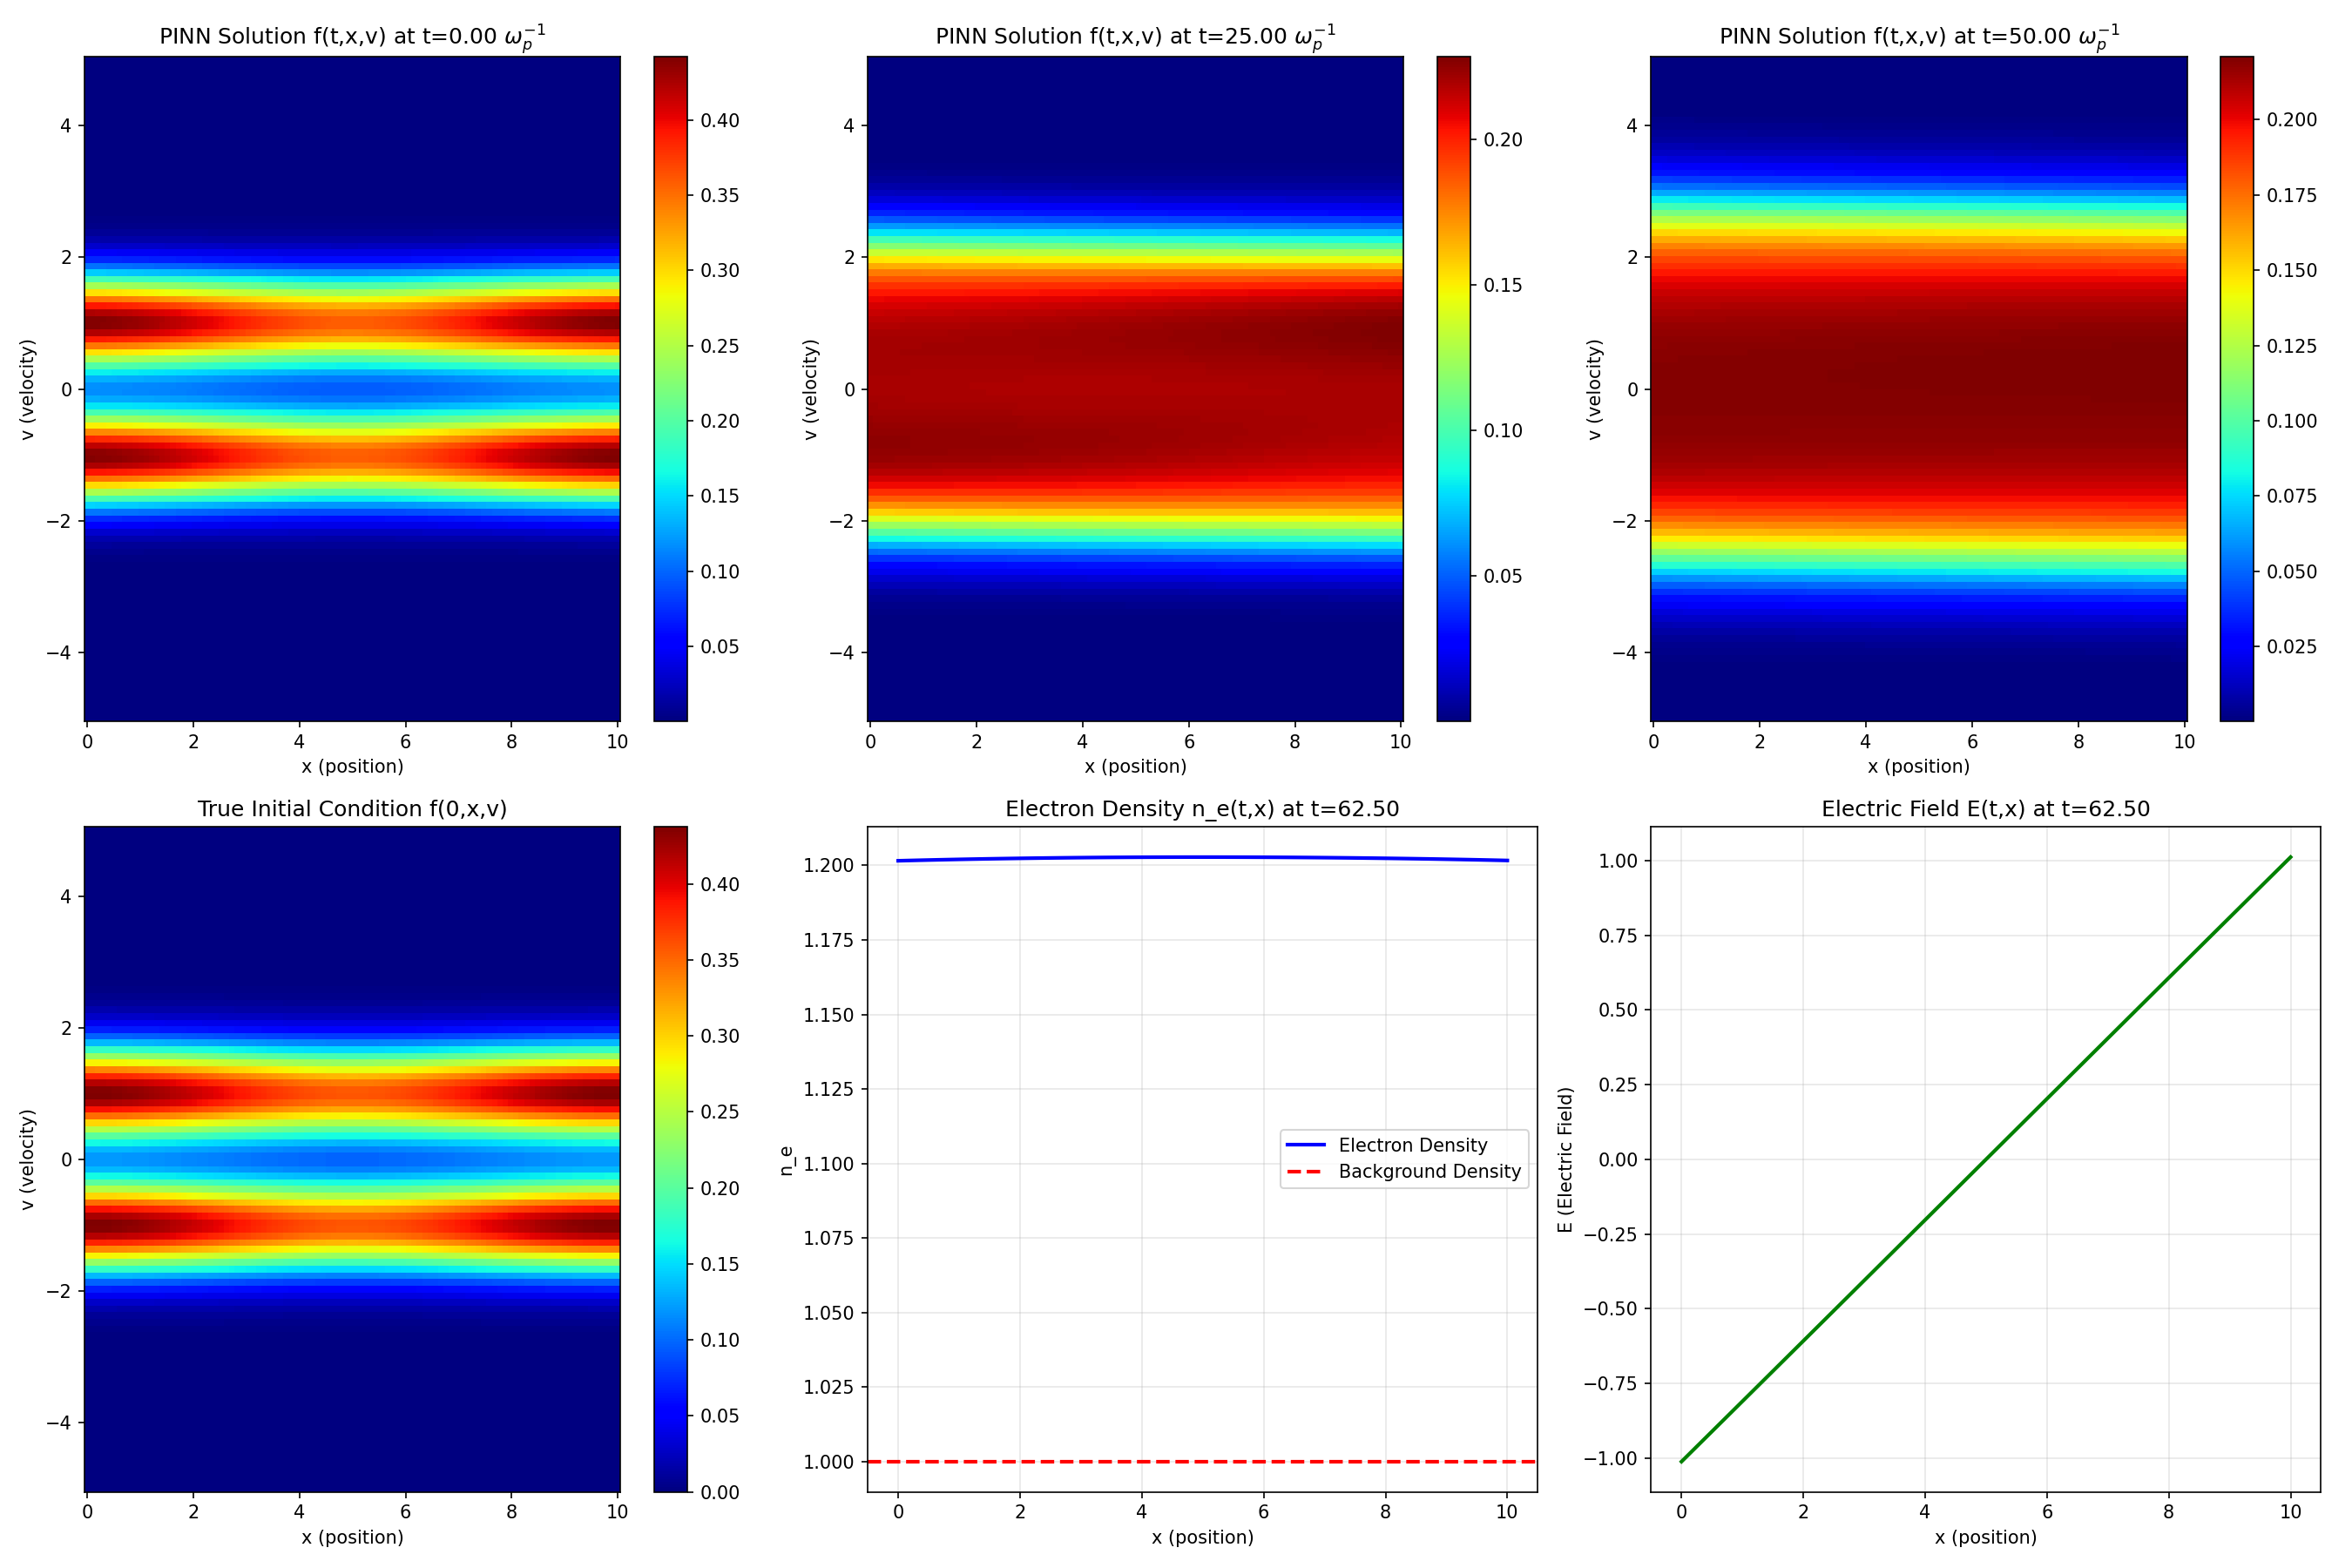 PINN Solution f(t,x,v) at t=0.00 $\omega_p^{-1}$
4
2
0
−2
−4
v (velocity)
0 2 4 6 8 10
x (position)
0.40
0.35
0.30
0.25
0.20
0.15
0.10
0.05
PINN Solution f(t,x,v) at t=25.00 $\omega_p^{-1}$
4
2
0
−2
−4
v (velocity)
0 2 4 6 8 10
x (position)
0.20
0.15
0.10
0.05
PINN Solution f(t,x,v) at t=50.00 $\omega_p^{-1}$
4
2
0
−2
−4
v (velocity)
0 2 4 6 8 10
x (position)
0.200
0.175
0.150
0.125
0.100
0.075
0.050
0.025
True Initial Condition f(0,x,v)
4
2
0
−2
−4
v (velocity)
0 2 4 6 8 10
x (position)
0.40
0.35
0.30
0.25
0.20
0.15
0.10
0.05
0.00
Electron Density n_e(t,x) at t=62.50
1.200
1.175
1.150
1.125
1.100
1.075
1.050
1.025
1.000
n_e
Electron Density
Background Density
0 2 4 6 8 10
x (position)
Electric Field E(t,x) at t=62.50
1.00
0.75
0.50
0.25
0.00
−0.25
−0.50
−0.75
−1.00
E (Electric Field)
0 2 4 6 8 10
x (position)